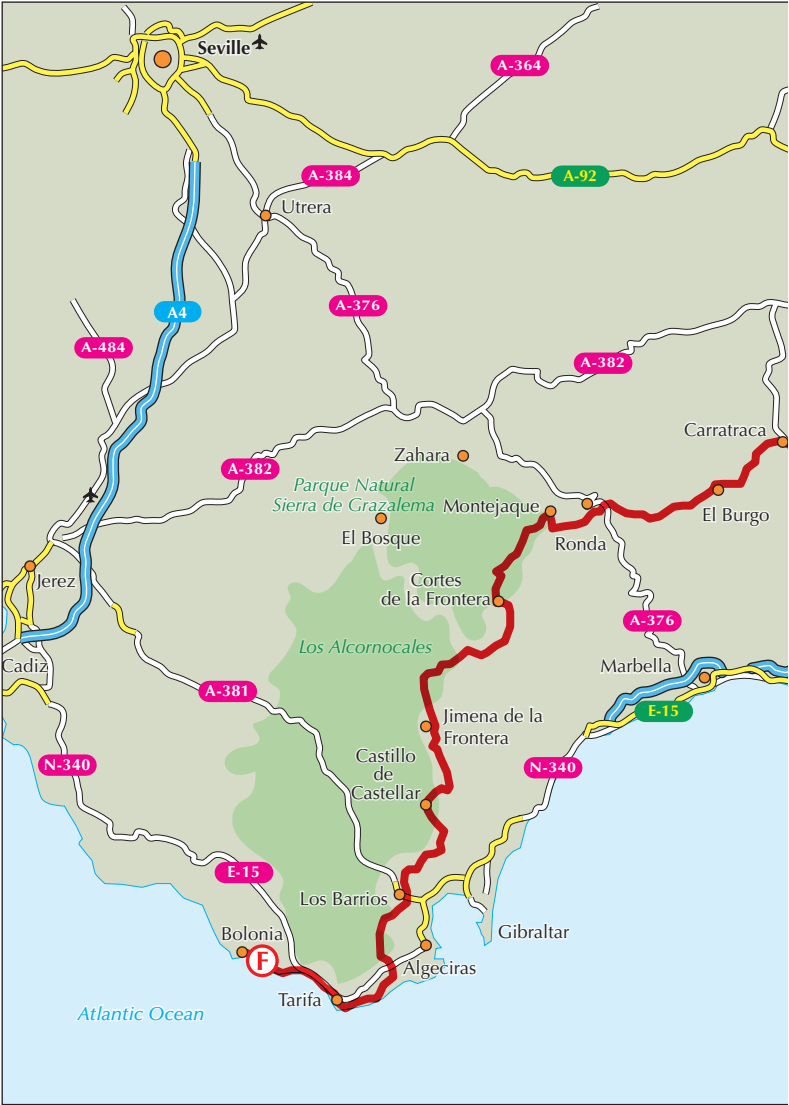 Seville
A-364
A-384
A-92
Utrera
A-376
A4
A-484
A-382
Carratraca
Zahara
A-382
Parque Natural
Sierra de Grazalema
Montejaque
El Burgo
El Bosque
Ronda
Jerez
Cortes
de la Frontera
A-376
Los Alcornocales
Cadiz
Marbella
A-381
E-15
Jimena de la
Frontera
Castillo
de
Castellar
N-340
N-340
E-15
Los Barrios
Bolonia
Gibraltar
F
Algeciras
Tarifa
Atlantic Ocean